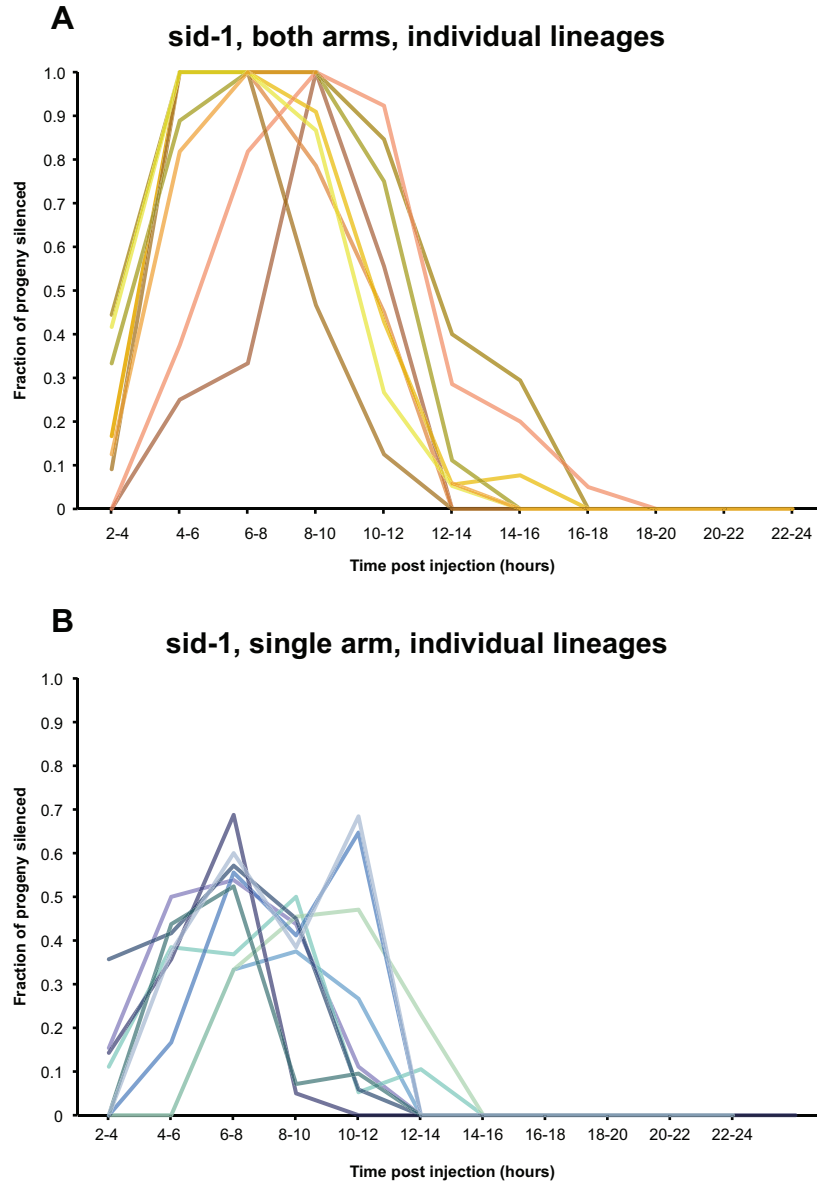 A
sid-1, both arms, individual lineages
1.0
0.9
0.8
0.7
0.6
0.5
0.4
0.3
0.2
0.1
0
Fraction of progeny silenced
2-4 4-6 6-8 8-10 10-12 12-14 14-16 16-18 18-20 20-22 22-24
Time post injection (hours)
B
sid-1, single arm, individual lineages
1.0
0.9
0.8
0.7
0.6
0.5
0.4
0.3
0.2
0.1
0
Fraction of progeny silenced
2-4 4-6 6-8 8-10 10-12 12-14 14-16 16-18 18-20 20-22 22-24
Time post injection (hours)